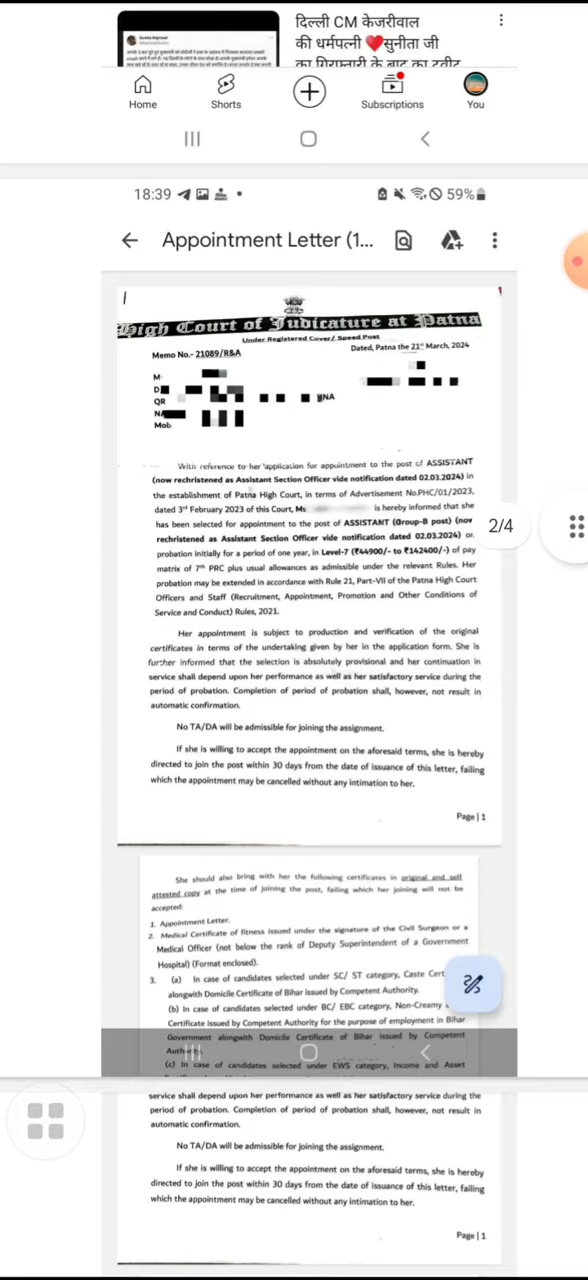 दिल्ली CM केजरीवाल
की धर्मपत्नी ❤️सुनीता जी
का गिरफ्तारी के बाद का ट्वीट
Home
Shorts
Subscriptions
You
18:39
59%
Appointment Letter (1...
High Court of Judicature at Patna
Under Registered Cover/ Speed Post
Memo No.- 21089/R&A
Dated, Patna the 21st March, 2024
M
D
QR
NA
NA
Mob
With reference to her application for appointment to the post of ASSISTANT
(now rechristened as Assistant Section Officer vide notification dated 02.03.2024) in
the establishment of Patna High Court, in terms of Advertisement No.PHC/01/2023,
dated 3rd February 2023 of this Court, Ms is hereby informed that she
has been selected for appointment to the post of ASSISTANT (Group-B post) (now
2/4
rechristened as Assistant Section Officer vide notification dated 02.03.2024) on
probation initially for a period of one year, in Level-7 (₹44900/- to ₹142400/-) of pay
matrix of 7th PRC plus usual allowances as admissible under the relevant Rules. Her
probation may be extended in accordance with Rule 21, Part-VII of the Patna High Court
Officers and Staff (Recruitment, Appointment, Promotion and Other Conditions of
Service and Conduct) Rules, 2021.
Her appointment is subject to production and verification of the original
certificates in terms of the undertaking given by her in the application form. She is
further informed that the selection is absolutely provisional and her continuation in
service shall depend upon her performance as well as her satisfactory service during the
period of probation. Completion of period of probation shall, however, not result in
automatic confirmation.
No TA/DA will be admissible for joining the assignment.
If she is willing to accept the appointment on the aforesaid terms, she is hereby
directed to join the post within 30 days from the date of issuance of this letter, failing
which the appointment may be cancelled without any intimation to her.
Page | 1
She should also bring with her the following certificates in original and self
attested copy at the time of joining the post, failing which her joining will not be
accepted:
1. Appointment Letter.
2. Medical Certificate of fitness issued under the signature of the Civil Surgeon or a
Medical Officer (not below the rank of Deputy Superintendent of a Government
Hospital) (Format enclosed).
3. (a) In case of candidates selected under SC/ ST category, Caste Cert
alongwith Domicile Certificate of Bihar issued by Competent Authority.
(b) In case of candidates selected under BC/ EBC category, Non-Creamy
Certificate issued by Competent Authority for the purpose of employment in Bihar
Government alongwith Domicile Certificate of Bihar issued by Competent
Authority.
(c) In case of candidates selected under EWS category, Income and Asset
service shall depend upon her performance as well as her satisfactory service during the
period of probation. Completion of period of probation shall, however, not result in
automatic confirmation.
No TA/DA will be admissible for joining the assignment.
If she is willing to accept the appointment on the aforesaid terms, she is hereby
directed to join the post within 30 days from the date of issuance of this letter, failing
which the appointment may be cancelled without any intimation to her.
Page | 1